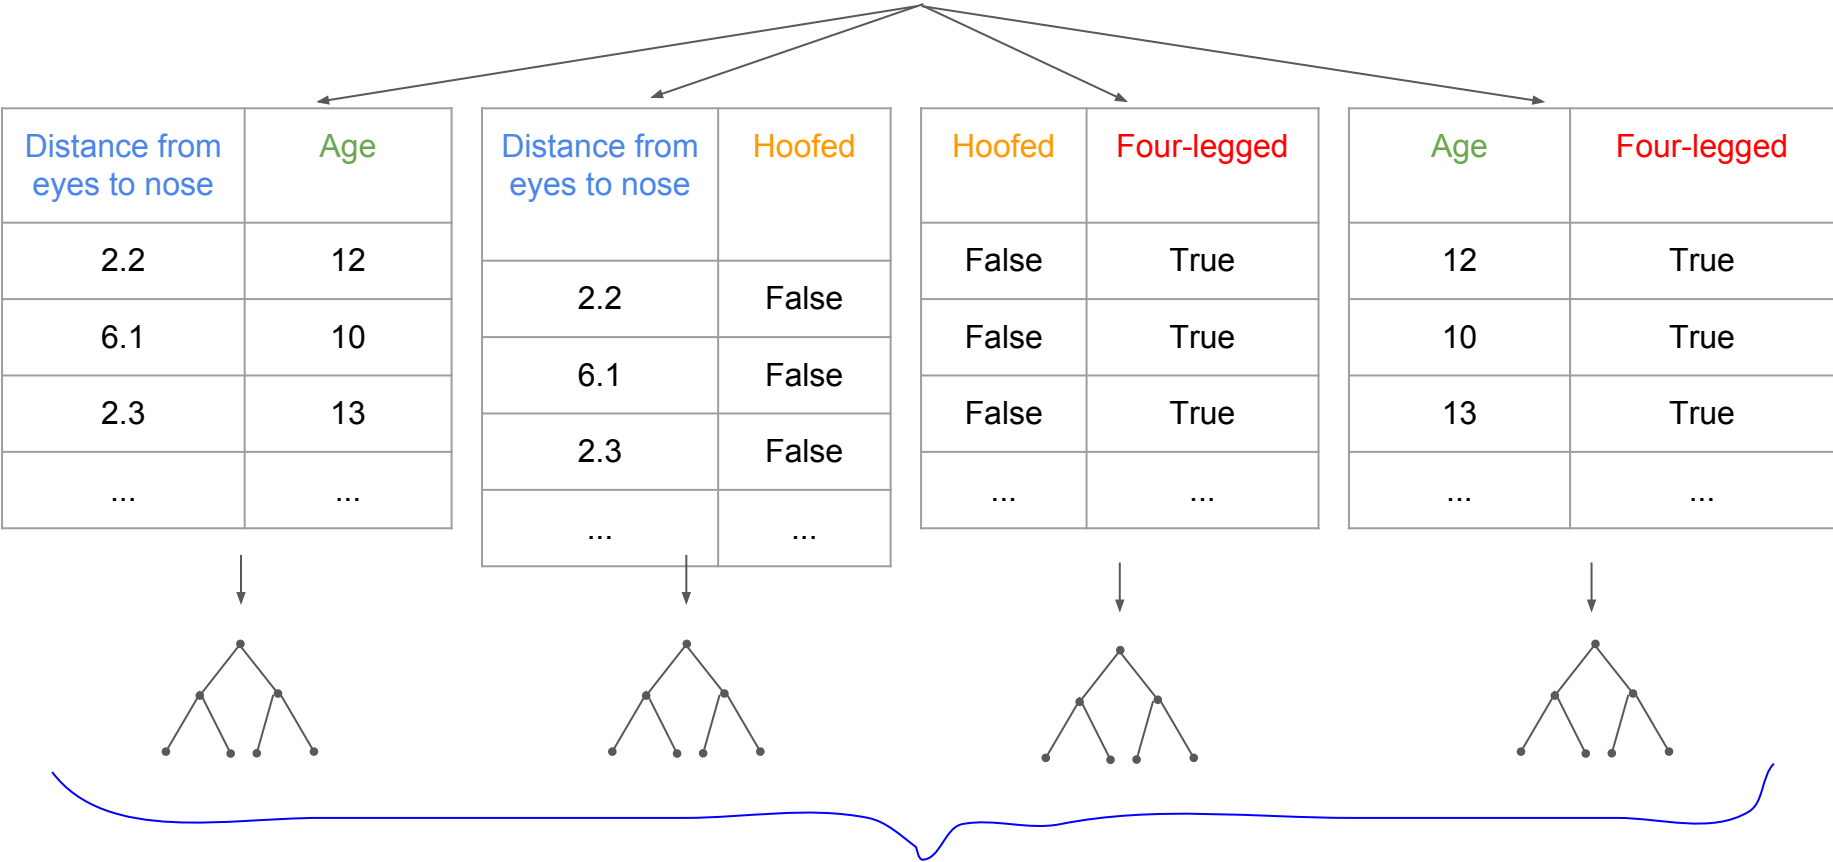 Distance from eyes to nose Age
2.2 12
6.1 10
2.3 13
... ...
Distance from eyes to nose Hoofed
2.2 False
6.1 False
2.3 False
... ...
Hoofed Four-legged
False True
False True
False True
... ...
Age Four-legged
12 True
10 True
13 True
... ...